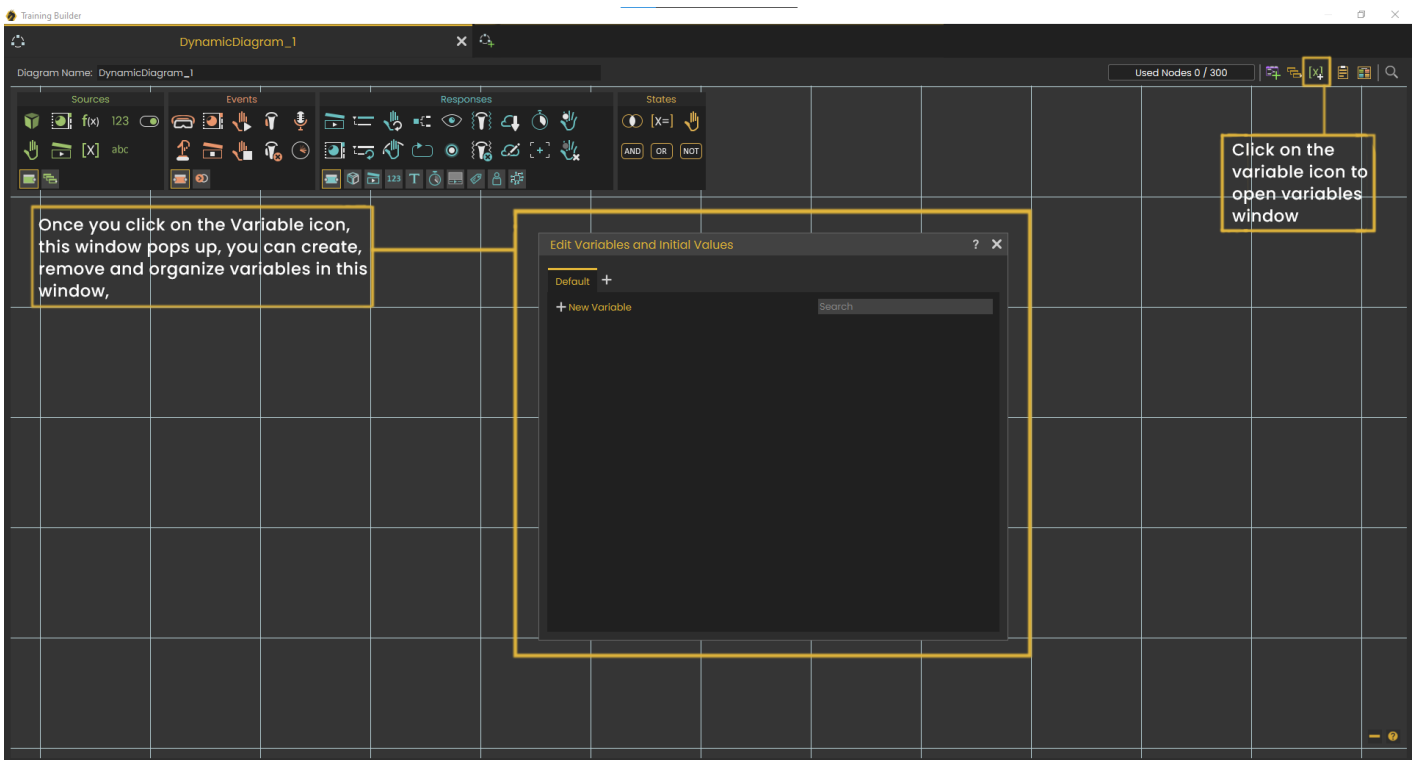 Training Builder
DynamicDiagram_1
Diagram Name: DynamicDiagram_1
Used Nodes 0 / 300
[X]
Sources
Events
Responses
States
f(x) 123
[X=]
[X] abc
[+]
AND OR NOT
123 T
Click on the
variable icon to
open variables
window
Once you click on the Variable icon,
this window pops up, you can create,
remove and organize variables in this
window,
Edit Variables and Initial Values
?
Default +
+ New Variable
Search
?